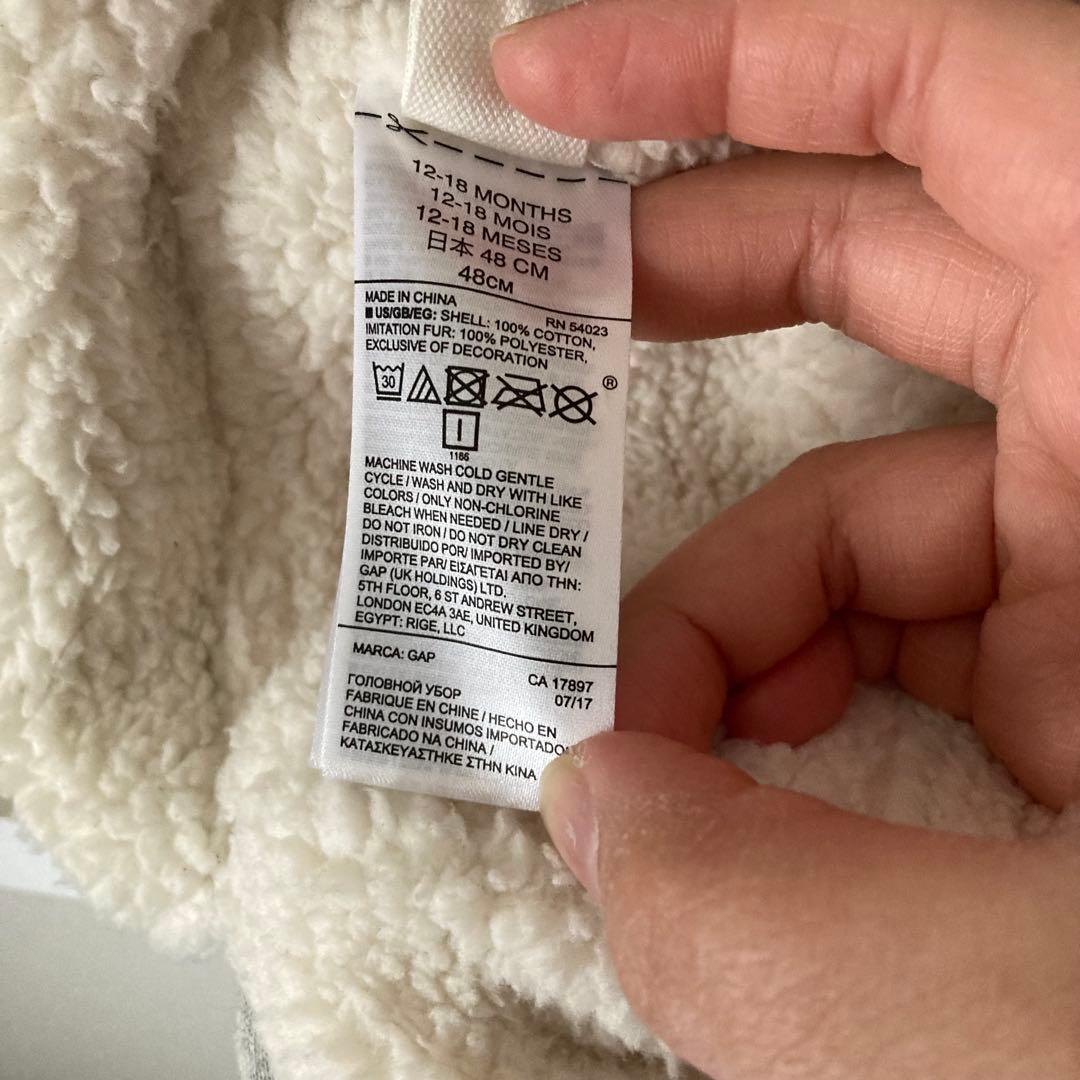 12-18 MONTHS
12-18 MOIS
12-18 MESES
日本 48 CM
48CM
MADE IN CHINA
RN 54023
US/GB/EG: SHELL: 100% COTTON,
IMITATION FUR: 100% POLYESTER,
EXCLUSIVE OF DECORATION
30
®
1166
MACHINE WASH COLD GENTLE
CYCLE / WASH AND DRY WITH LIKE
COLORS / ONLY NON-CHLORINE
BLEACH WHEN NEEDED / LINE DRY /
DO NOT IRON / DO NOT DRY CLEAN
DISTRIBUIDO POR/ IMPORTED BY/
IMPORTE PAR/ ΕΙΣΑΓΕΤΑΙ ΑΠΟ ΤΗΝ:
GAP (UK HOLDINGS) LTD.
5TH FLOOR, 6 ST ANDREW STREET,
LONDON EC4A 3AE, UNITED KINGDOM
EGYPT: RIGE, LLC
MARCA: GAP
CA 17897
07/17
ГОЛОВНОЙ УБОР
FABRIQUE EN CHINE / HECHO EN
CHINA CON INSUMOS IMPORTADO
FABRICADO NA CHINA /
ΚΑΤΑΣΚΕΥΑΣΤΗΚΕ ΣΤΗΝ ΚΙΝΑ